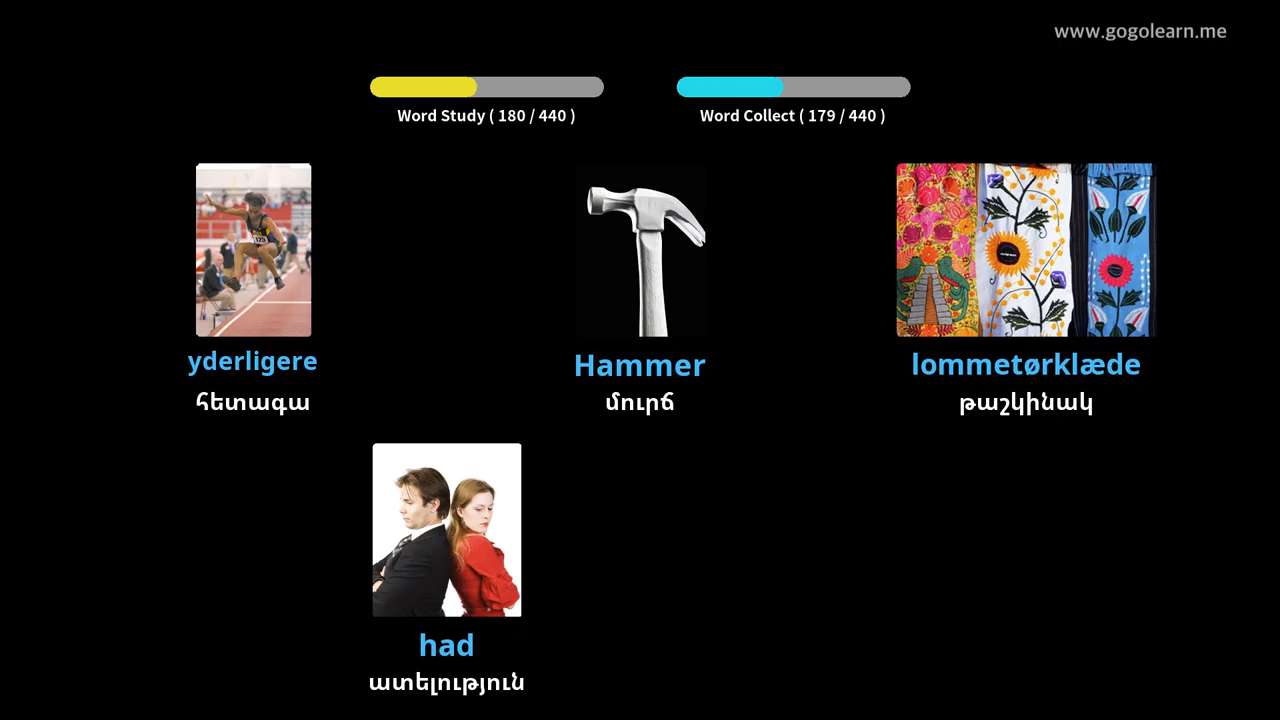 www.gogolearn.me
Word Study ( 180 / 440 )
Word Collect ( 179 / 440 )
yderligere
հետագա
Hammer
մուրճ
lommetørklæde
թաշկինակ
had
ատելություն